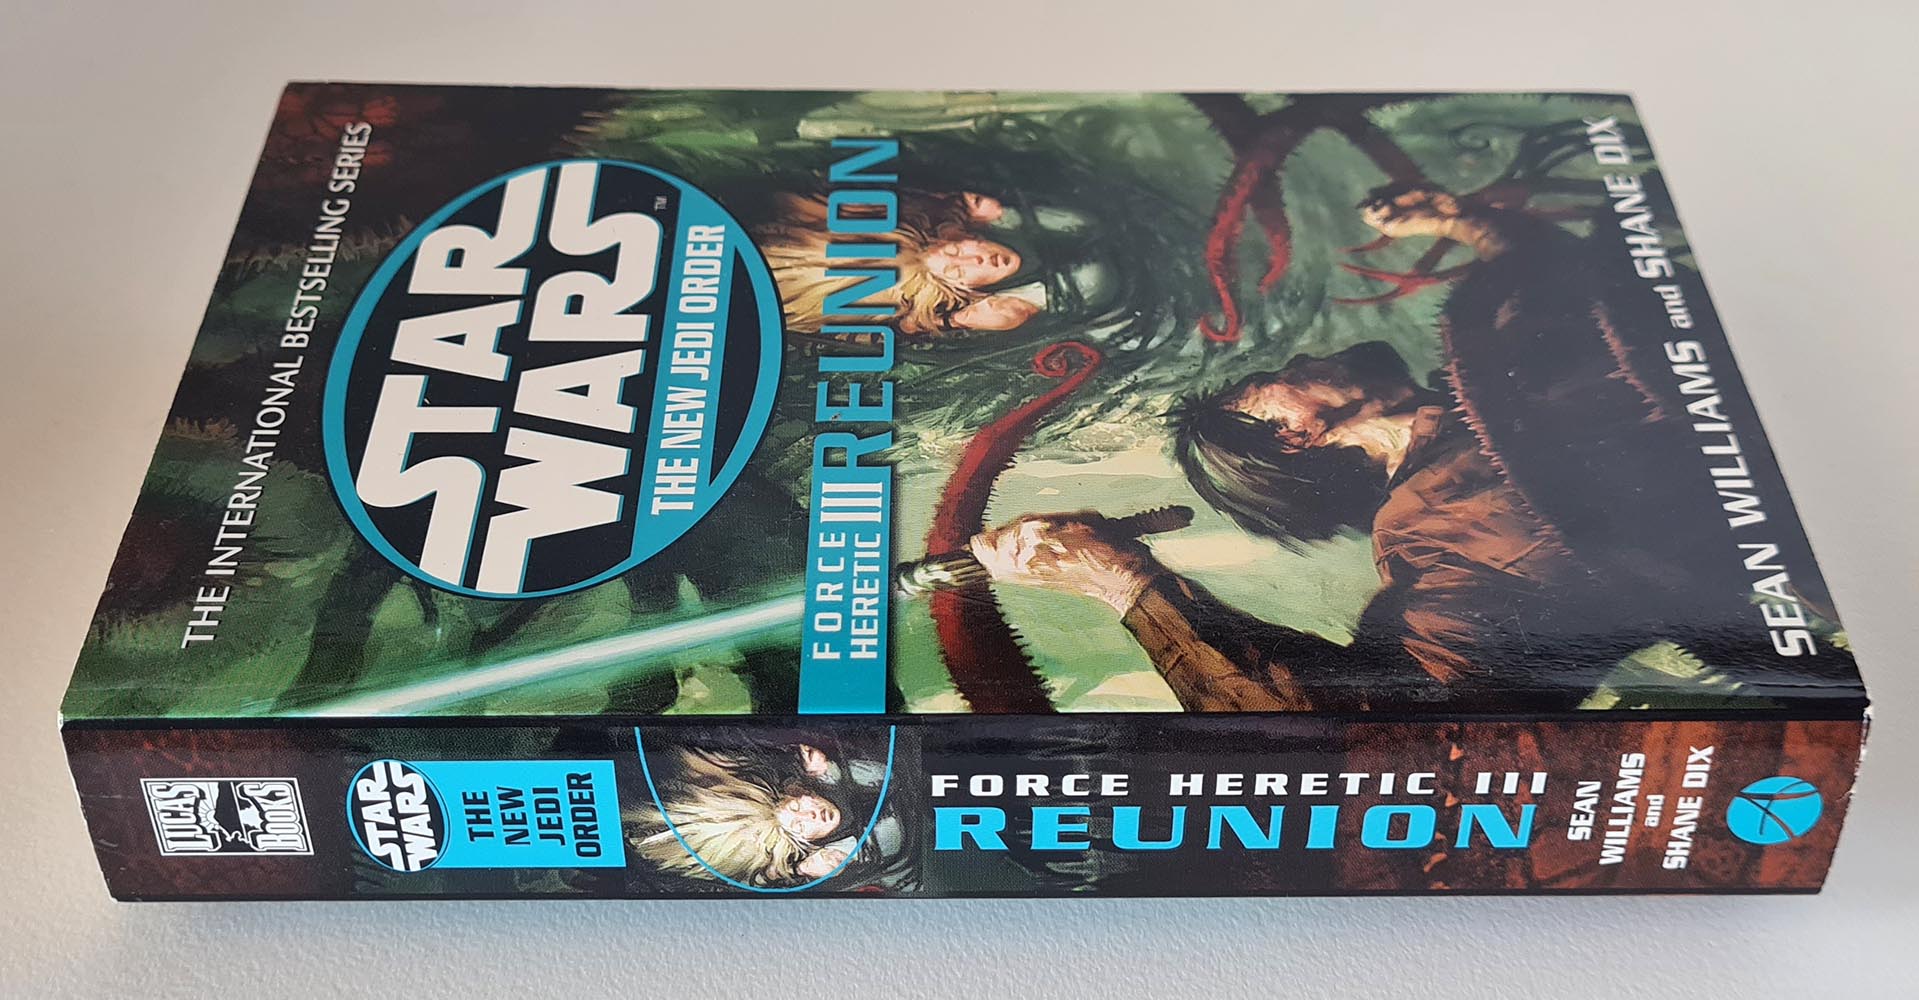 THE INTERNATIONAL BESTSELLING SERIES
STAR
WARS™
THE NEW JEDI ORDER
FORCE
HERETIC III
REUNION
SEAN WILLIAMS and SHANE DIX
LUCAS
BOOKS
STAR
WARS
THE
NEW
JEDI
ORDER
FORCE HERETIC III
REUNION
SEAN
WILLIAMS
and
SHANE DIX